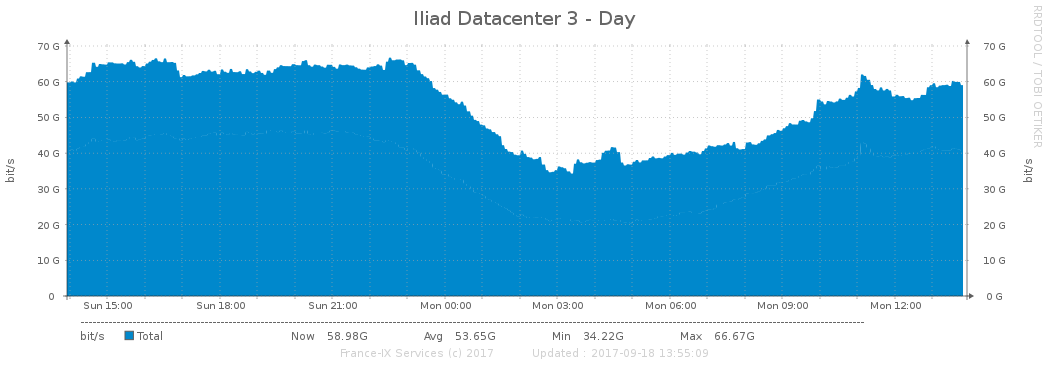 Iliad Datacenter 3 - Day
RRDTOOL / TOBI OETIKER
70 G 70 G
60 G 60 G
50 G 50 G
40 G 40 G
30 G 30 G
20 G 20 G
10 G 10 G
0 0 G
bit/s bit/s
Sun 15:00 Sun 18:00 Sun 21:00 Mon 00:00 Mon 03:00 Mon 06:00 Mon 09:00 Mon 12:00
bit/s Total Now 58.98G Avg 53.65G Min 34.22G Max 66.67G
France-IX Services (c) 2017 Updated : 2017-09-18 13:55:09